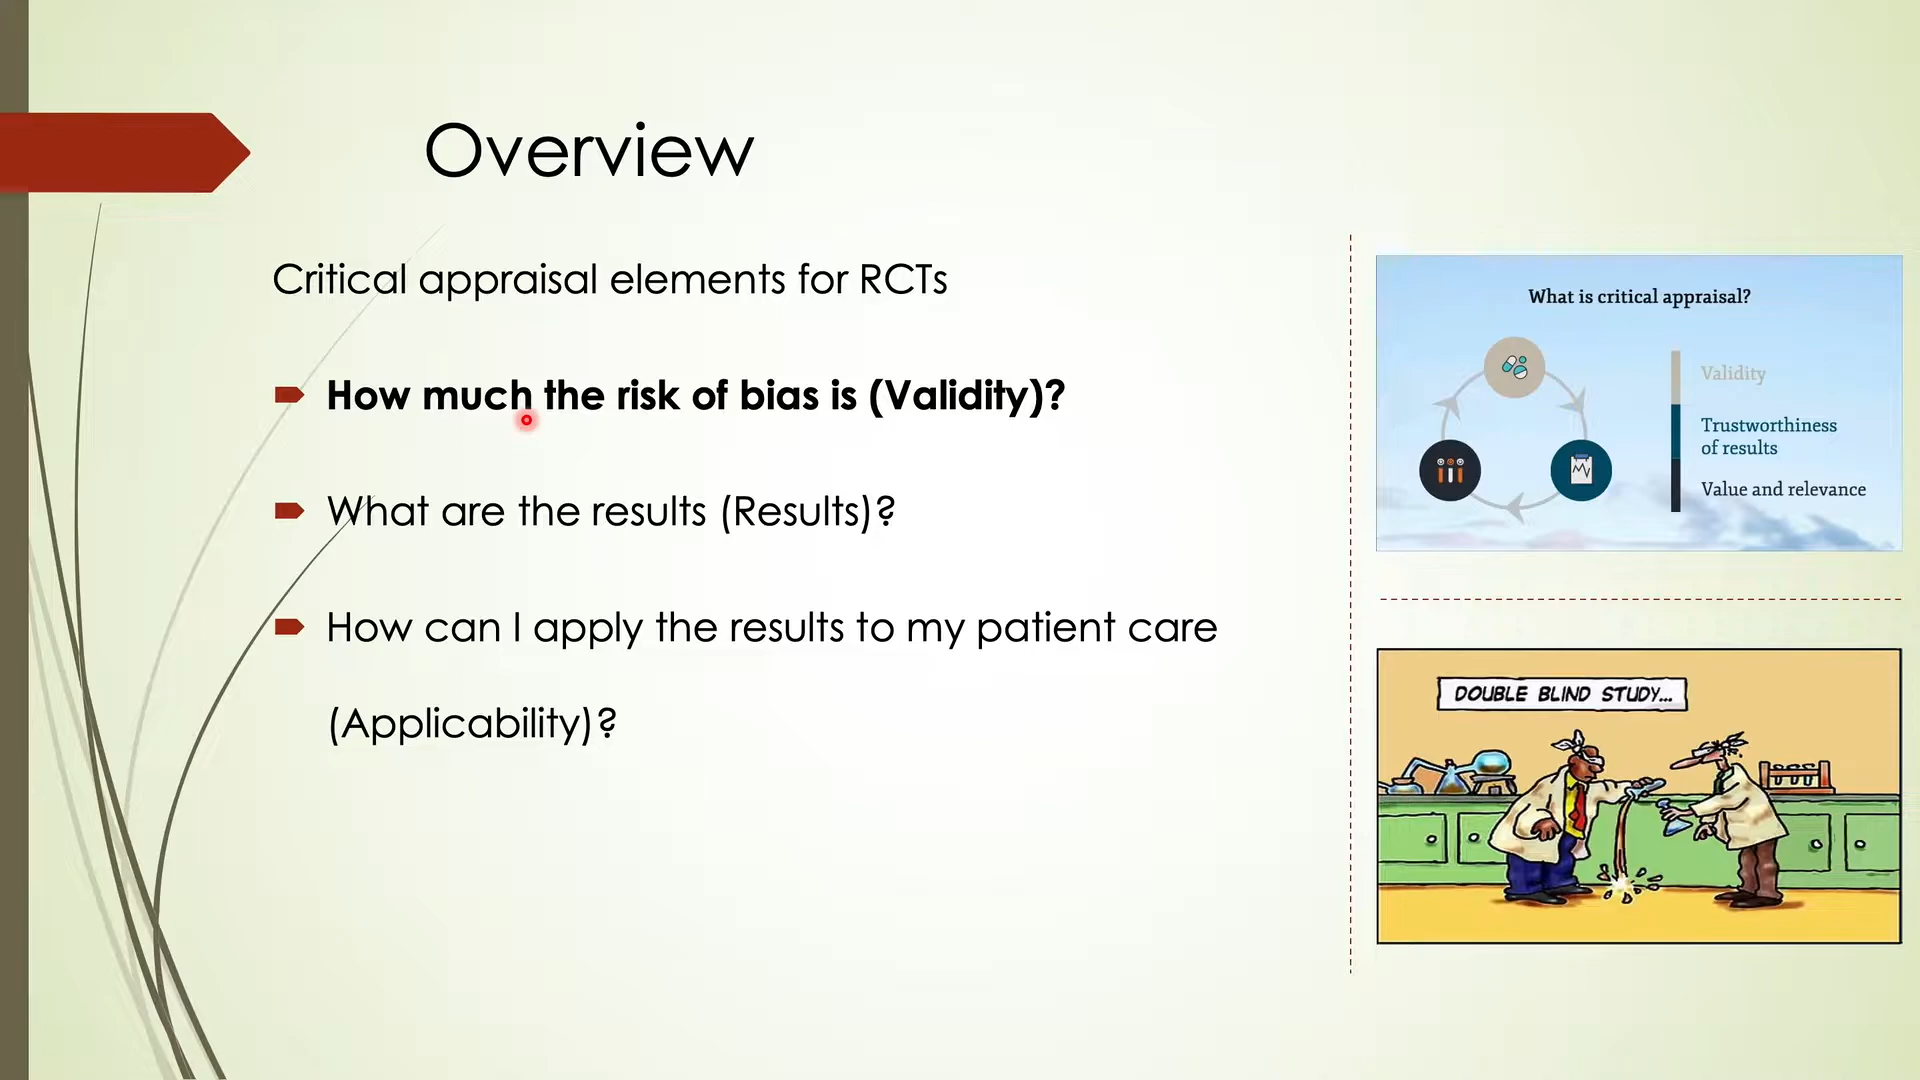 Overview
Critical appraisal elements for RCTs
How much the risk of bias is (Validity)?
What are the results (Results)?
How can I apply the results to my patient care
(Applicability)?
What is critical appraisal?
Validity
Trustworthiness
of results
Value and relevance
DOUBLE BLIND STUDY...